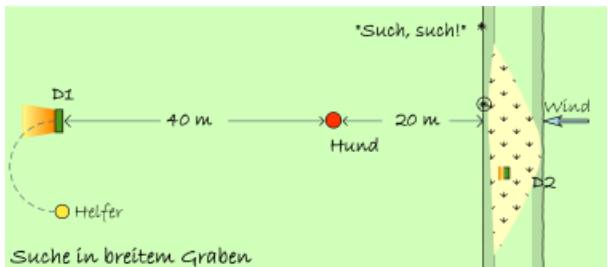 "Such, such!"
D1
40 m
20 m
Wind
Hund
D2
Helfer
Suche in breitem Graben